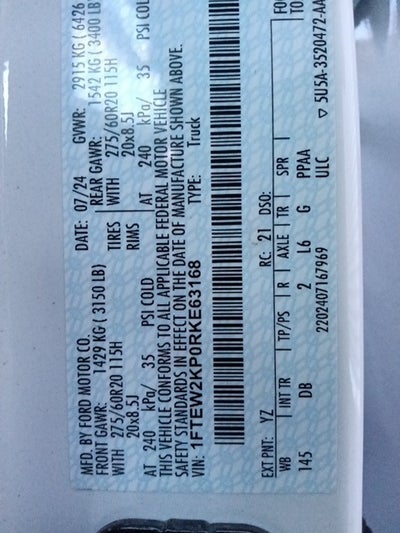 MFD. BY FORD MOTOR CO.
DATE: 07/24 GVWR: 2915 KG ( 6426
FRONT GAWR: 1429 KG ( 3150 LB)
REAR GAWR: 1542 KG ( 3400 LB)
WITH TIRES WITH
275/60R20 115H RIMS 275/60R20 115H
20x8.5J 20x8.5J
AT 240 kPa/ 35 PSI COLD AT 240 kPa/ 35 PSI COLD
THIS VEHICLE CONFORMS TO ALL APPLICABLE FEDERAL MOTOR VEHICLE
SAFETY STANDARDS IN EFFECT ON THE DATE OF MANUFACTURE SHOWN ABOVE.
VIN: 1FTEW2KP0RKE63168 TYPE: Truck
EXT PNT: YZ RC: 21 DSO: FO
WB INT TR TP/PS R AXLE TR SPR TO
145 DB 2 L6 G PPAA
2202407167969 ULC
▽ 5U5A-3520472-AA